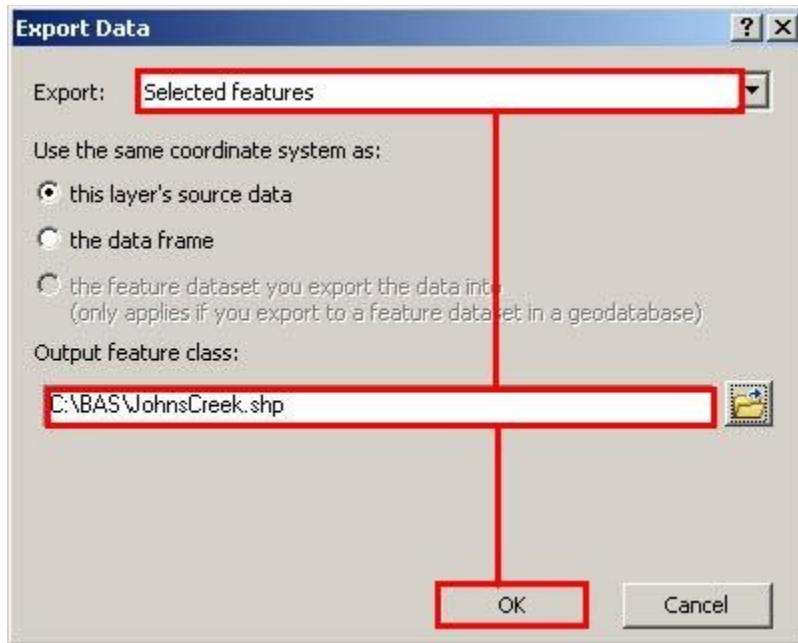 Export Data
Export: Selected features
Use the same coordinate system as:
this layer's source data
the data frame
the feature dataset you export the data into
(only applies if you export to a feature dataset in a geodatabase)
Output feature class:
C:\BAS\JohnsCreek.shp
OK Cancel